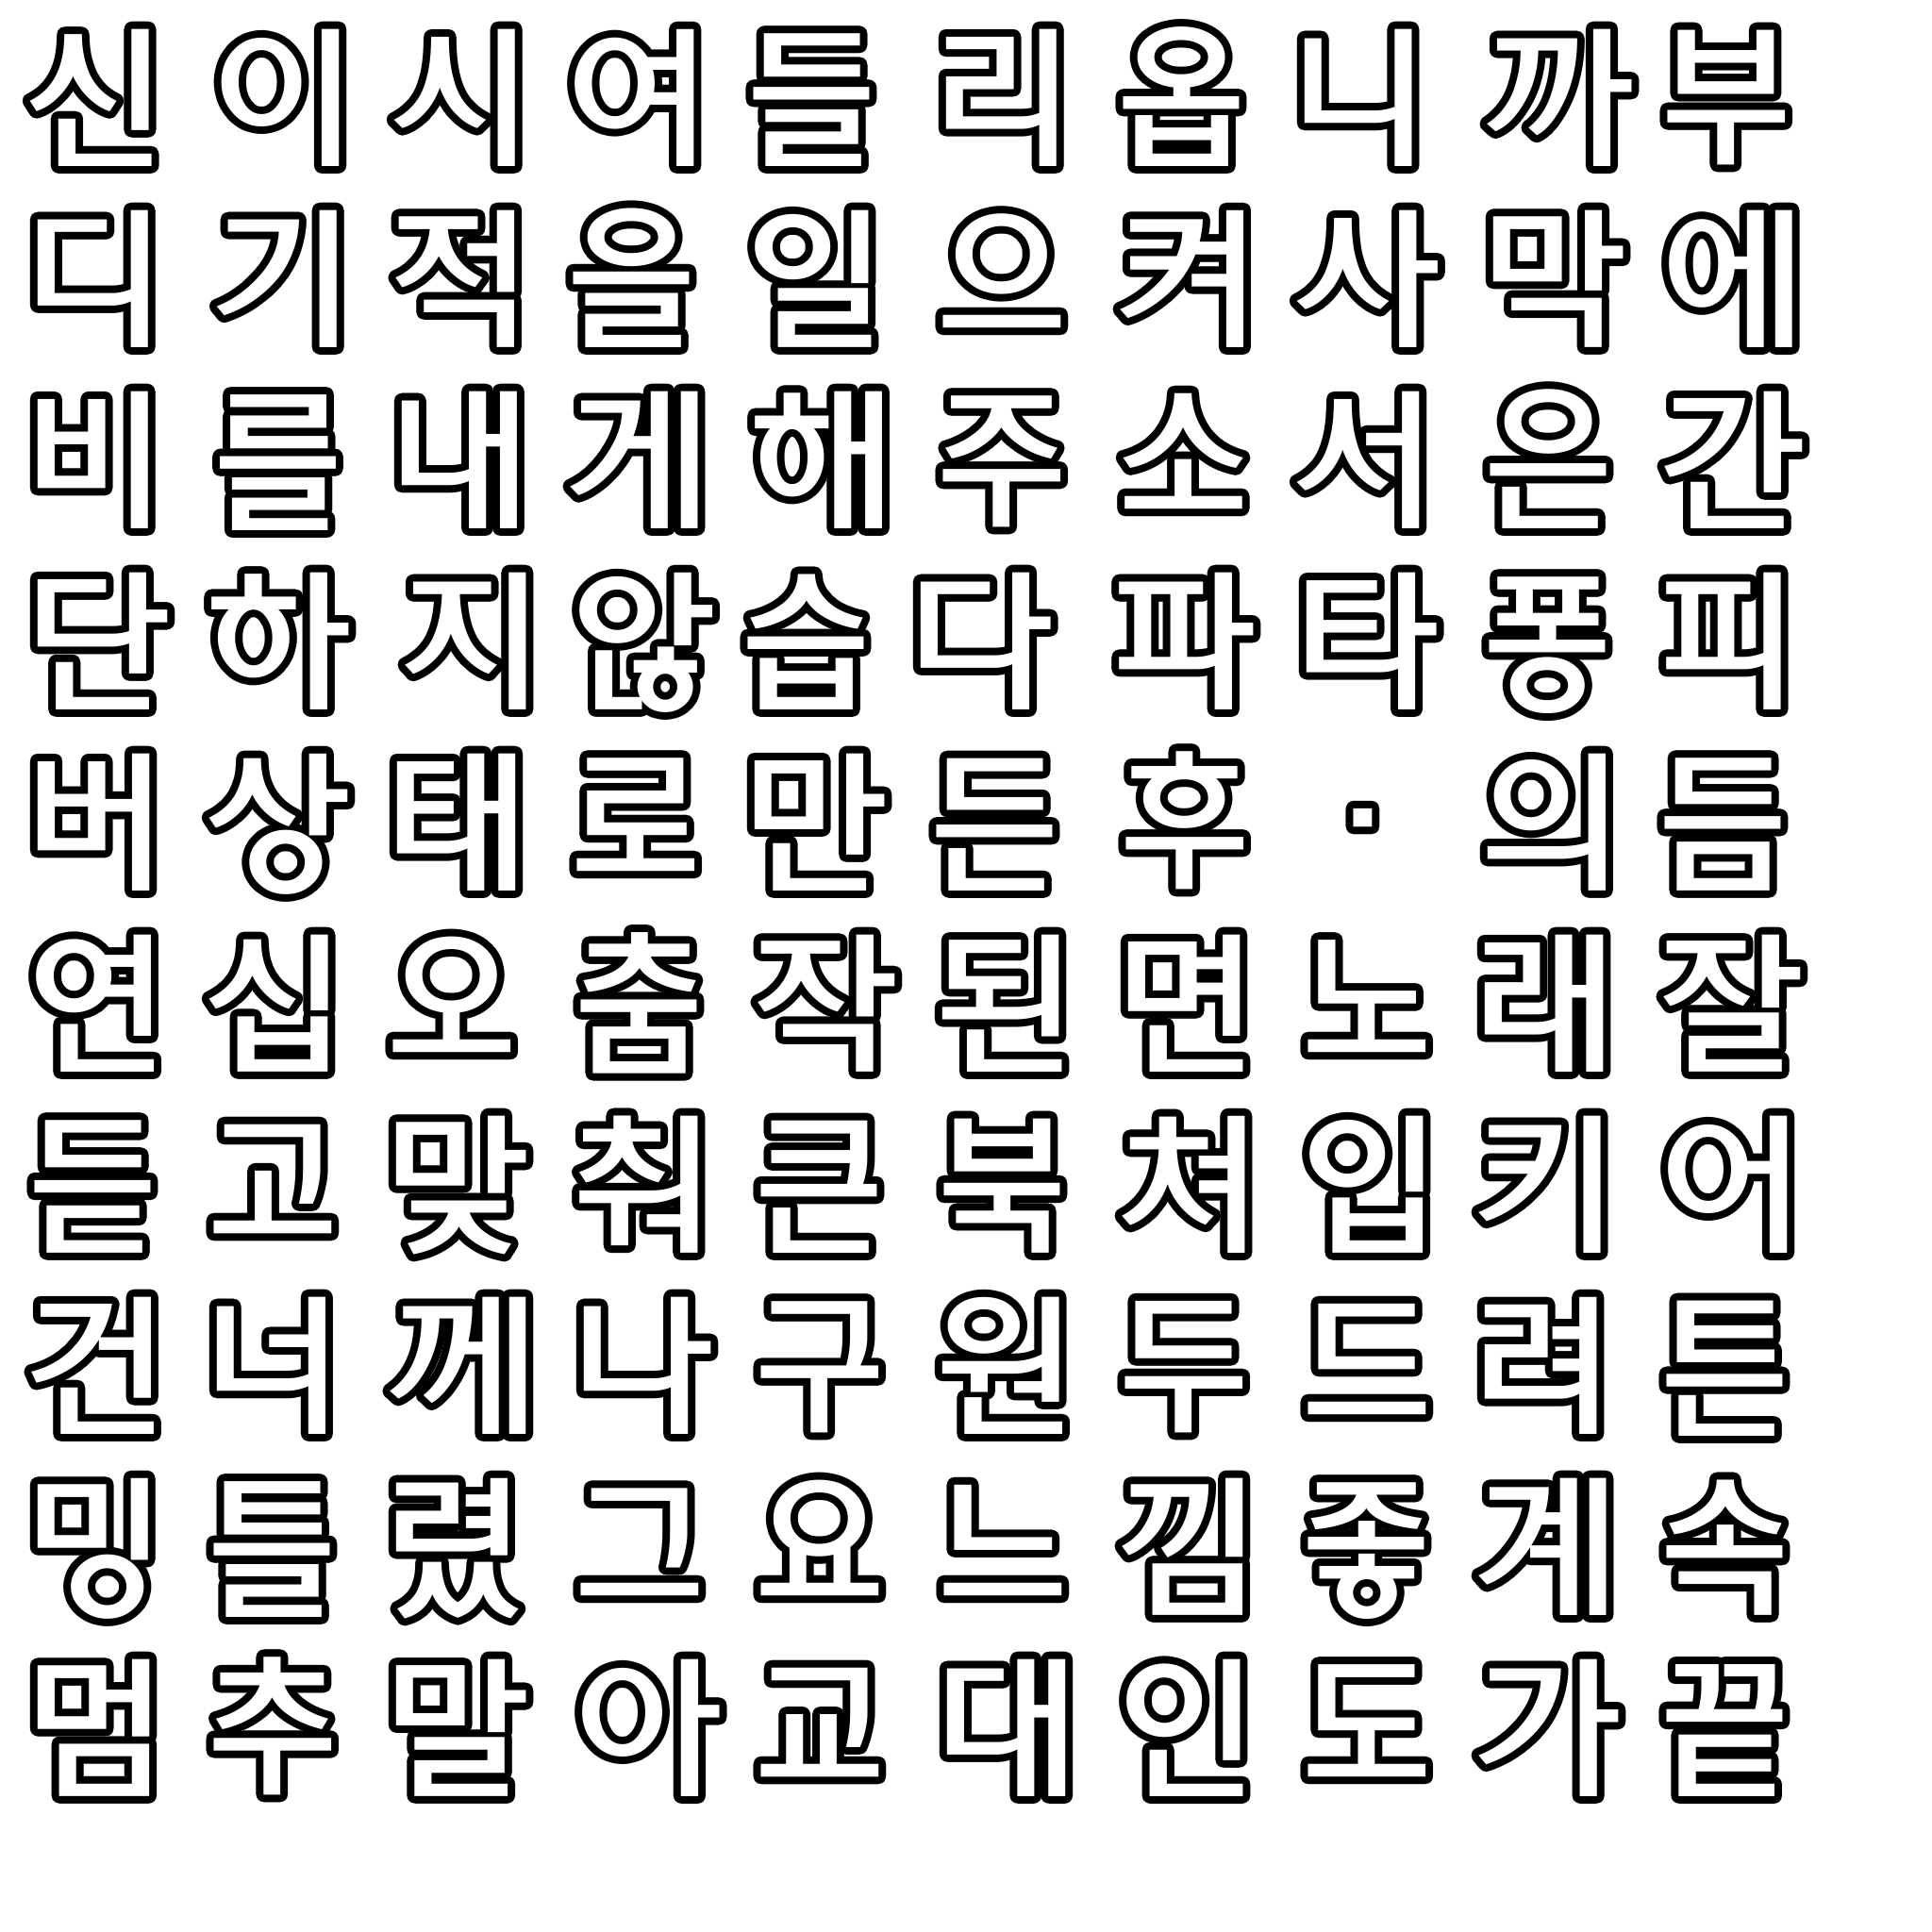 신이시여들리옵니까부
디기적을일으켜사막에
비를내게해주소서은간
단하지않습다파타퐁피
버상태로만든후·의듬
연십오춤작된면노래잘
들고맞춰큰북쳐입키어
건너께나구원두드려튼
밍틀렸그요느낌좋계속
멈추말아교대인도가끝